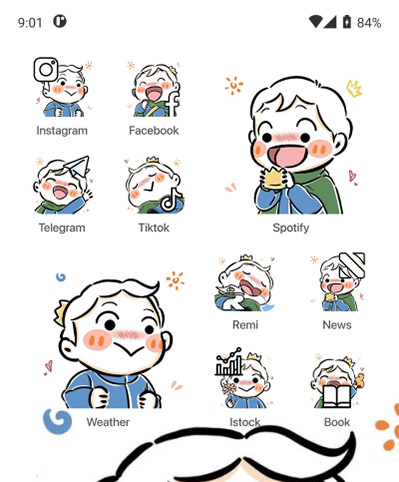 9:01
84%
Instagram
Facebook
Telegram
Tiktok
Spotify
Remi
News
Weather
Istock
Book